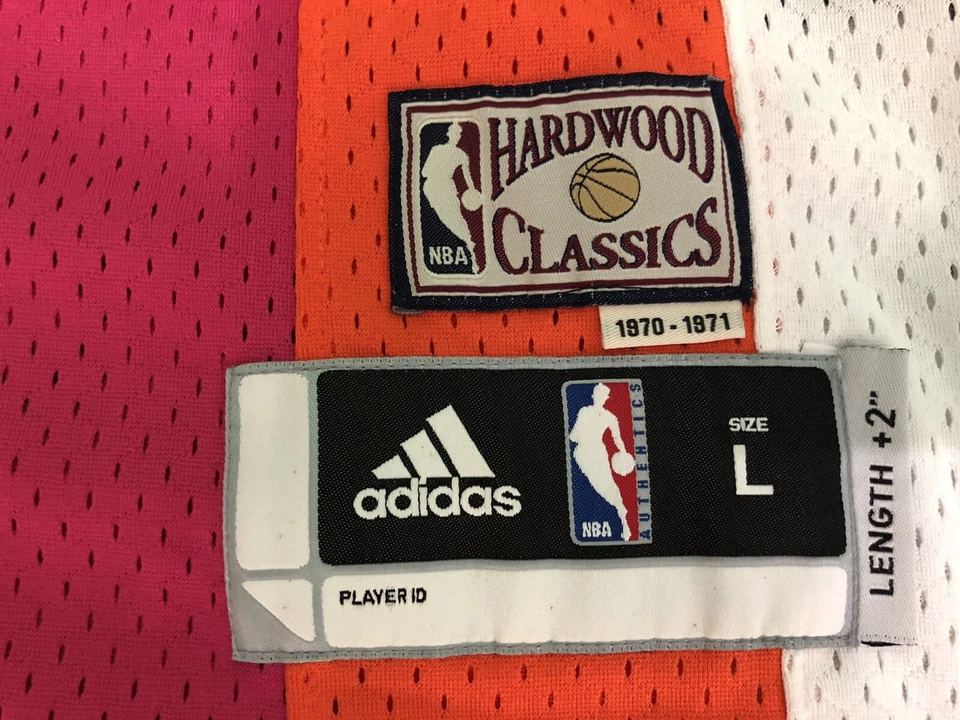 HARDWOOD
CLASSICS
NBA
1970 - 1971
adidas
NBA
AUTHENTICS
SIZE
L
LENGTH +2"
PLAYER ID